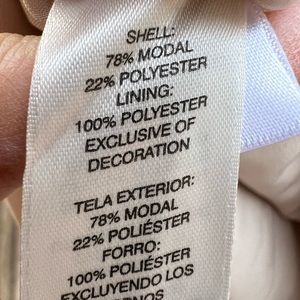 SHELL:
78% MODAL
22% POLYESTER
LINING:
100% POLYESTER
EXCLUSIVE OF
DECORATION
TELA EXTERIOR:
78% MODAL
22% POLIÉSTER
FORRO:
100% POLIÉSTER
EXCLUYENDO LOS